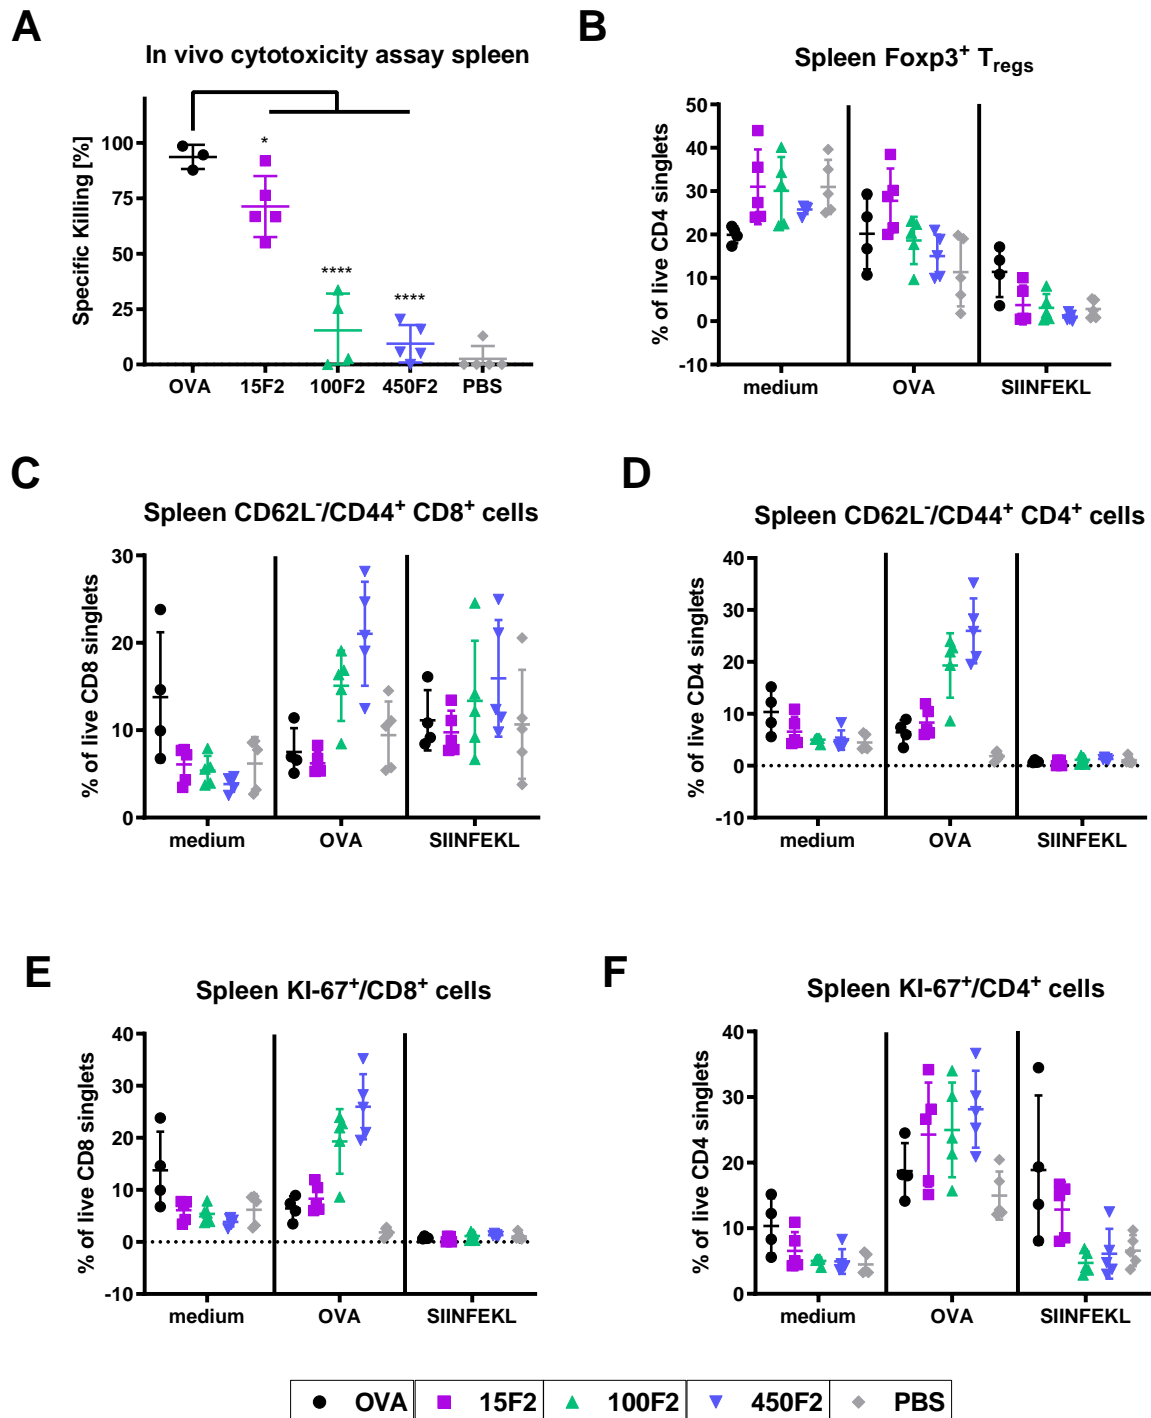 A
In vivo cytotoxicity assay spleen
Specific Killing [%]
100
75
50
25
0
*
****
****
OVA 15F2 100F2 450F2 PBS
B
Spleen Foxp3+ Tregs
% of live CD4 singlets
50
40
30
20
10
0
-10
medium OVA SIINFEKL
C
Spleen CD62L-/CD44+ CD8+ cells
% of live CD8 singlets
30
20
10
0
medium OVA SIINFEKL
D
Spleen CD62L-/CD44+ CD4+ cells
% of live CD4 singlets
40
30
20
10
0
-10
medium OVA SIINFEKL
E
Spleen KI-67+/CD8+ cells
% of live CD8 singlets
40
30
20
10
0
-10
medium OVA SIINFEKL
F
Spleen KI-67+/CD4+ cells
% of live CD4 singlets
40
30
20
10
0
medium OVA SIINFEKL
OVA 15F2 100F2 450F2 PBS